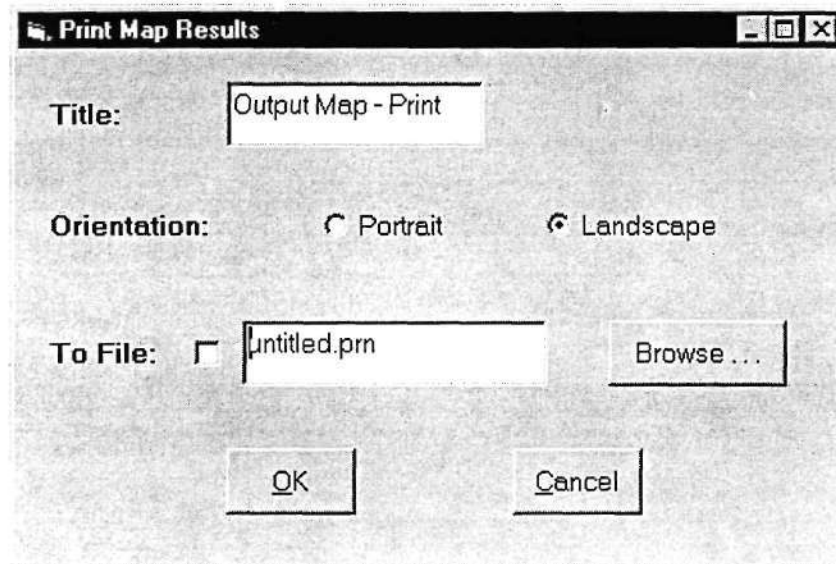 Print Map Results
Title: Output Map - Print
Orientation: Portrait Landscape
To File: untitled.prn Browse ...
OK Cancel